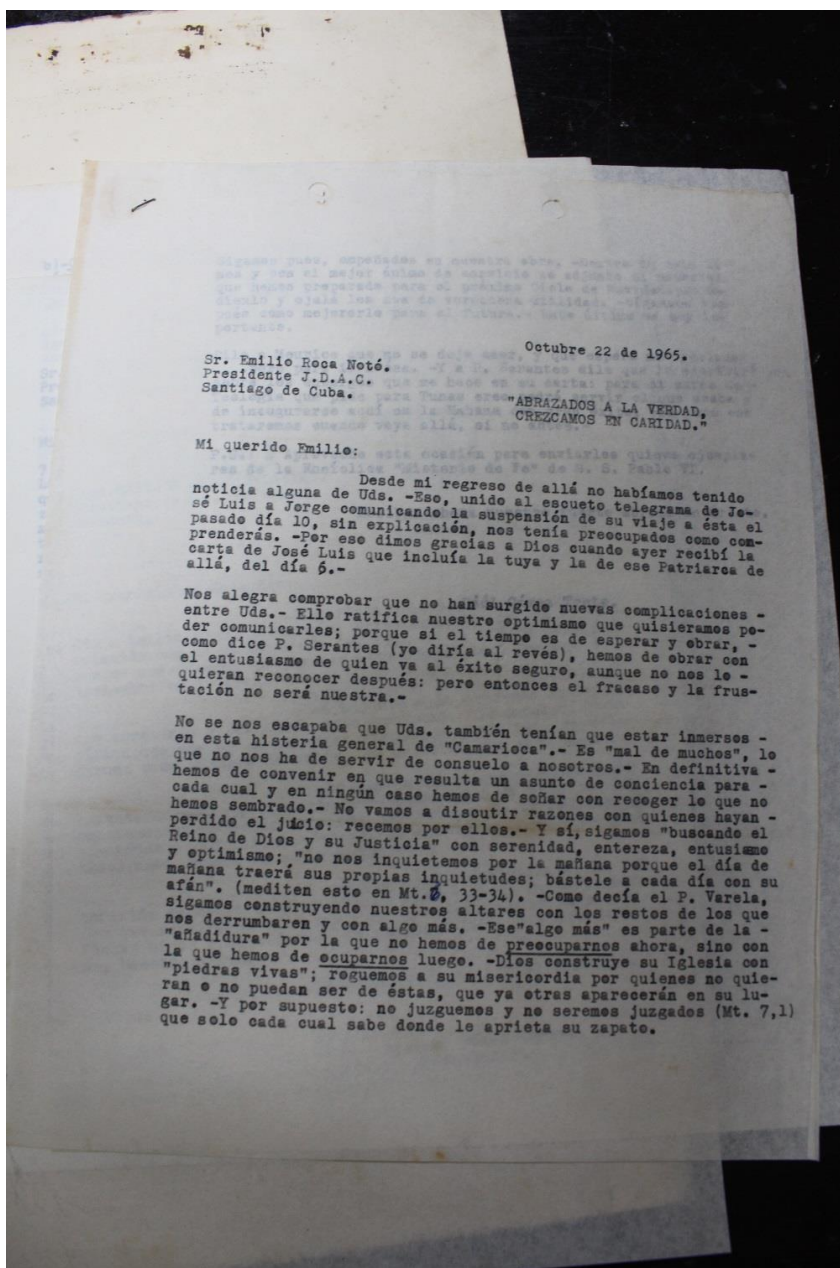 Octubre 22 de 1965.
Sr. Emilio Roca Noté.
Presidente J.D.A.C.
Santiago de Cuba.
"ABRAZADOS A LA VERDAD,
CREZCAMOS EN CARIDAD."
Mi querido Emilio:
Desde mi regreso de allá no habíamos tenido
noticia alguna de Uds. -Eso, unido al escueto telegrama de Jo-
sé Luis a Jorge comunicando la suspensión de su viaje a ésta el
pasado día 10, sin explicación, nos tenía preocupados como com-
prenderás. -Por eso dimos gracias a Dios cuando ayer recibí la
carta de José Luis que incluía la tuya y la de ese Patriarca de
allá, del día 6.-
Nos alegra comprobar que no han surgido nuevas complicaciones -
entre Uds.- Ello ratifica nuestro optimismo que quisieramos po-
der comunicarles; porque si el tiempo es de esperar y obrar, -
como dice P. Serantes (yo diría al revés), hemos de obrar con
el entusiasmo de quien va al éxito seguro, aunque no nos lo -
quieran reconocer después: pero entonces el fracaso y la frus-
tación no será nuestra.-
No se nos escapaba que Uds. también tenían que estar inmersos -
en esta histeria general de "Camarioca".- Es "mal de muchos", lo
que no nos ha de servir de consuelo a nosotros.- En definitiva -
hemos de convenir en que resulta un asunto de conciencia para -
cada cual y en ningún caso hemos de soñar con recoger lo que no
hemos sembrado.- No vamos a discutir razones con quienes hayan -
perdido el juicio: recemos por ellos.- Y sí, sigamos "buscando el
Reino de Dios y su Justicia" con serenidad, entereza, entusiamo
y optimismo; "no nos inquietemos por la mañana porque el día de
mañana traerá sus propias inquietudes; bástele a cada día con su
afán". (mediten esto en Mt.6, 33-34). -Como decía el P. Varela,
sigamos construyendo nuestros altares con los restos de los que
nos derrumbaren y con algo más. -Ese"algo más" es parte de la -
"añadidura" por la que no hemos de preocuparnos ahora, sino con
la que hemos de ocuparnos luego. -Dios construye su Iglesia con
"piedras vivas"; roguemos a su misericordia por quienes no quie-
ran o no puedan ser de éstas, que ya otras aparecerán en su lu-
gar. -Y por supuesto: no juzguemos y no seremos juzgados (Mt. 7,1)
que solo cada cual sabe donde le aprieta su zapato.